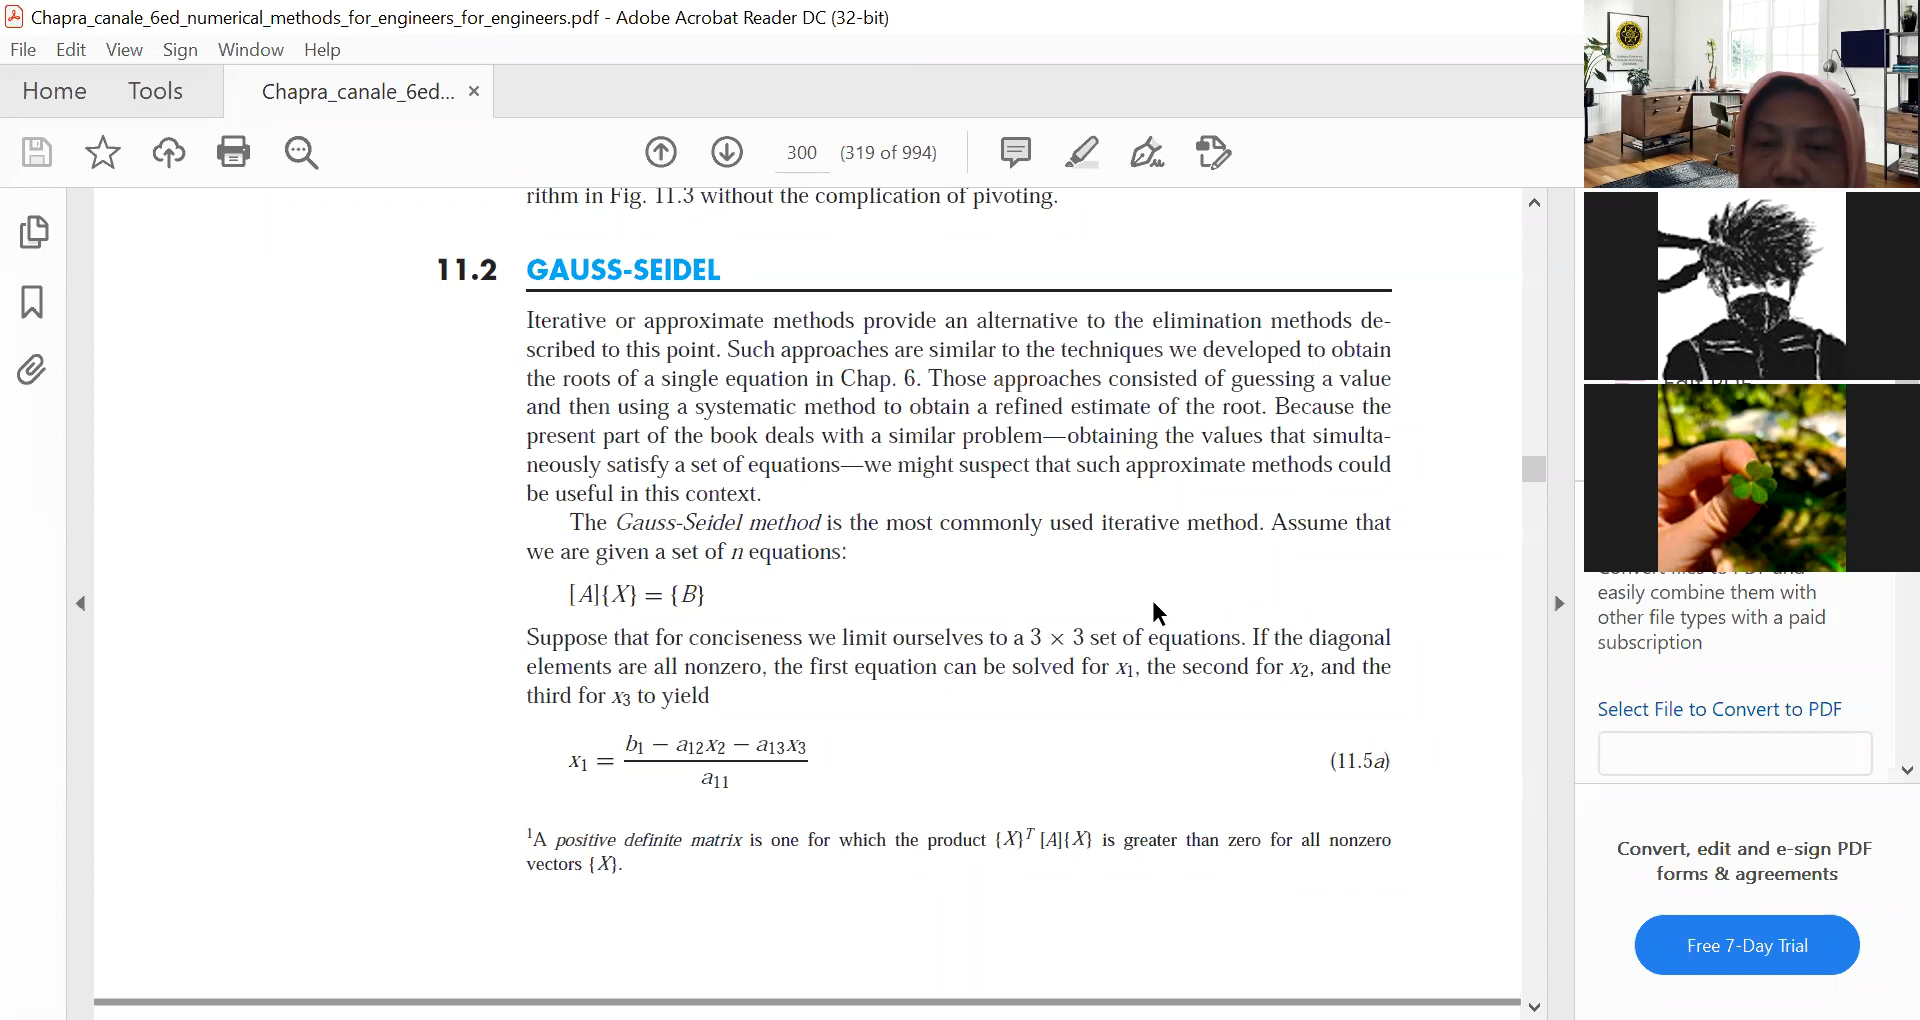 Chapra_canale_6ed_numerical_methods_for_engineers_for_engineers.pdf - Adobe Acrobat Reader DC (32-bit)
File Edit View Sign Window Help
Home Tools Chapra_canale_6ed... ×
300 (319 of 994)
rithm in Fig. 11.3 without the complication of pivoting.
11.2 GAUSS-SEIDEL
Iterative or approximate methods provide an alternative to the elimination methods de-
scribed to this point. Such approaches are similar to the techniques we developed to obtain
the roots of a single equation in Chap. 6. Those approaches consisted of guessing a value
and then using a systematic method to obtain a refined estimate of the root. Because the
present part of the book deals with a similar problem—obtaining the values that simulta-
neously satisfy a set of equations—we might suspect that such approximate methods could
be useful in this context.
The Gauss-Seidel method is the most commonly used iterative method. Assume that
we are given a set of n equations:
[A]{X} = {B}
Suppose that for conciseness we limit ourselves to a 3 × 3 set of equations. If the diagonal
elements are all nonzero, the first equation can be solved for x1, the second for x2, and the
third for x3 to yield
x1 = (b1 − a12x2 − a13x3) / a11 (11.5a)
1A positive definite matrix is one for which the product {X}T [A]{X} is greater than zero for all nonzero
vectors {X}.
easily combine them with
other file types with a paid
subscription
Select File to Convert to PDF
Convert, edit and e-sign PDF
forms & agreements
Free 7-Day Trial